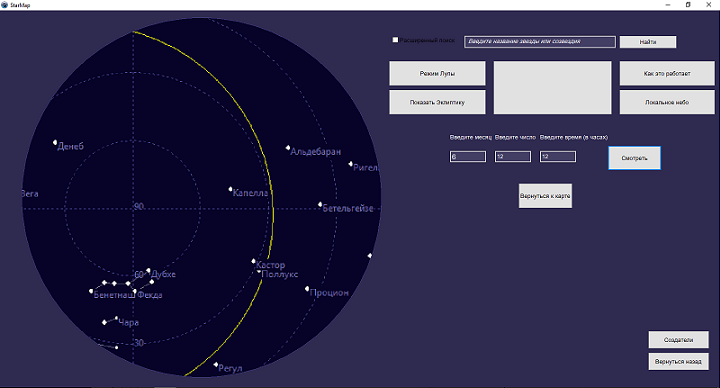 StarMap
Расширенный поиск
Введите название звезды или созвездия
Найти
Режим Лупы
Как это работает
Показать Эклиптику
Локальное небо
Введите месяц Введите число Введите время (в часах)
6 12 12
Смотреть
Вернуться к карте
Денеб
Альдебаран
Ригел
Вега
Капелла
Бетельгейзе
90
Кастор
Поллукс
60 Дубхе
Бенетнаш Фекда
Процион
Чара
30
Регул
Создатели
Вернуться назад